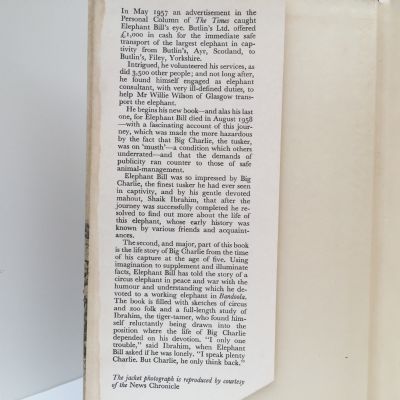 In May 1957 an advertisement in the
Personal Column of The Times caught
Elephant Bill's eye. Butlin's Ltd. offered
£1,000 in cash for the immediate safe
transport of the largest elephant in cap-
tivity from Butlin's, Ayr, Scotland, to
Butlin's, Filey, Yorkshire.
Intrigued, he volunteered his services, as
did 3,500 other people; and not long after,
he found himself engaged as elephant
consultant, with very ill-defined duties, to
help Mr Willie Wilson of Glasgow trans-
port the elephant.
He begins his new book—and alas his last
one, for Elephant Bill died in August 1958
—with a fascinating account of this jour-
ney, which was made the more hazardous
by the fact that Big Charlie, the tusker,
was on 'musth'—a condition which others
underrated—and that the demands of
publicity ran counter to those of safe
animal-management.
Elephant Bill was so impressed by Big
Charlie, the finest tusker he had ever seen
in captivity, and by his gentle devoted
mahout, Shaik Ibrahim, that after the
journey was successfully completed he re-
solved to find out more about the life of
this elephant, whose early history was
known by various friends and acquaint-
ances.
The second, and major, part of this book
is the life story of Big Charlie from the time
of his capture at the age of five. Using
imagination to supplement and illuminate
facts, Elephant Bill has told the story of a
circus elephant in peace and war with the
humour and understanding which he de-
voted to a working elephant in Bandoola.
The book is filled with sketches of circus
and zoo folk and a full-length study of
Ibrahim, the tiger-tamer, who found him-
self reluctantly being drawn into the
position where the life of Big Charlie
depended on his devotion. "I only one
trouble," said Ibrahim, when Elephant
Bill asked if he was lonely. "I speak plenty
Charlie. But Charlie, he only think back."
The jacket photograph is reproduced by courtesy
of the News Chronicle